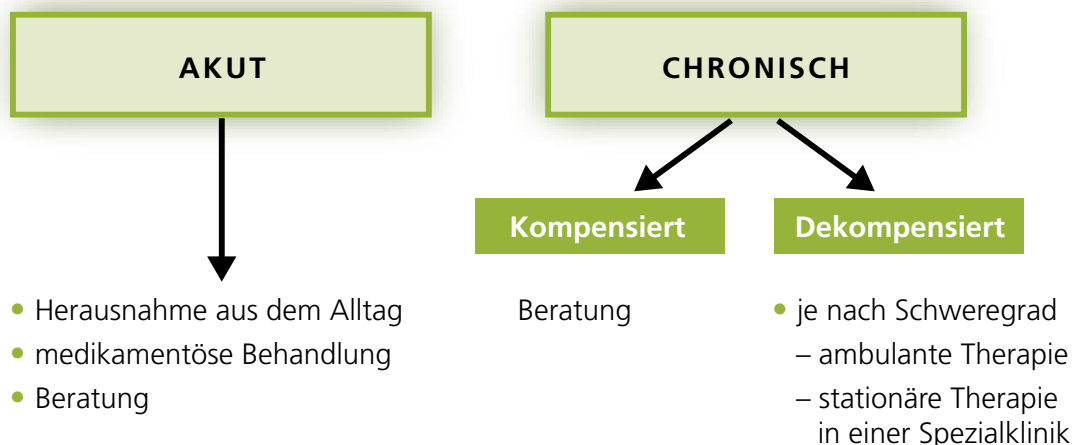 AKUT
• Herausnahme aus dem Alltag
• medikamentöse Behandlung
• Beratung
CHRONISCH
Kompensiert
Beratung
Dekompensiert
• je nach Schweregrad
– ambulante Therapie
– stationäre Therapie
in einer Spezialklinik